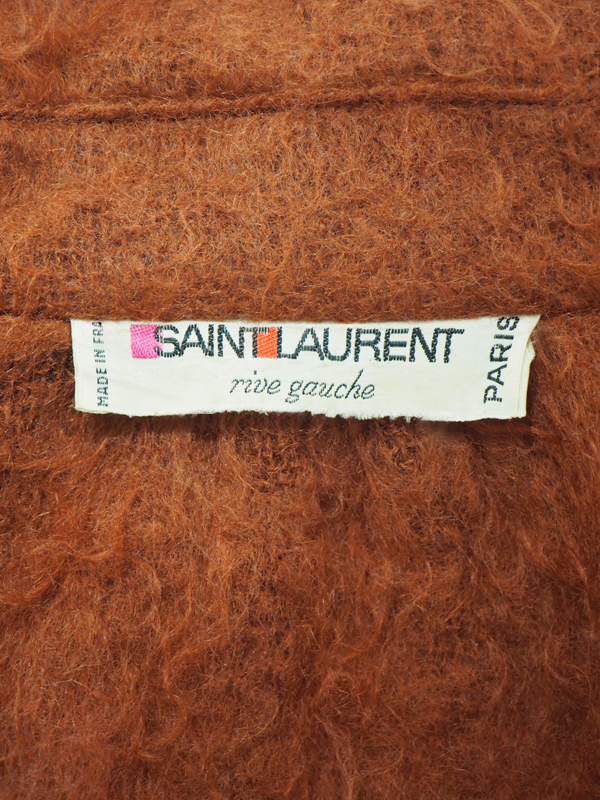 MADE IN FRA
SAINT LAURENT
rive gauche
PARIS